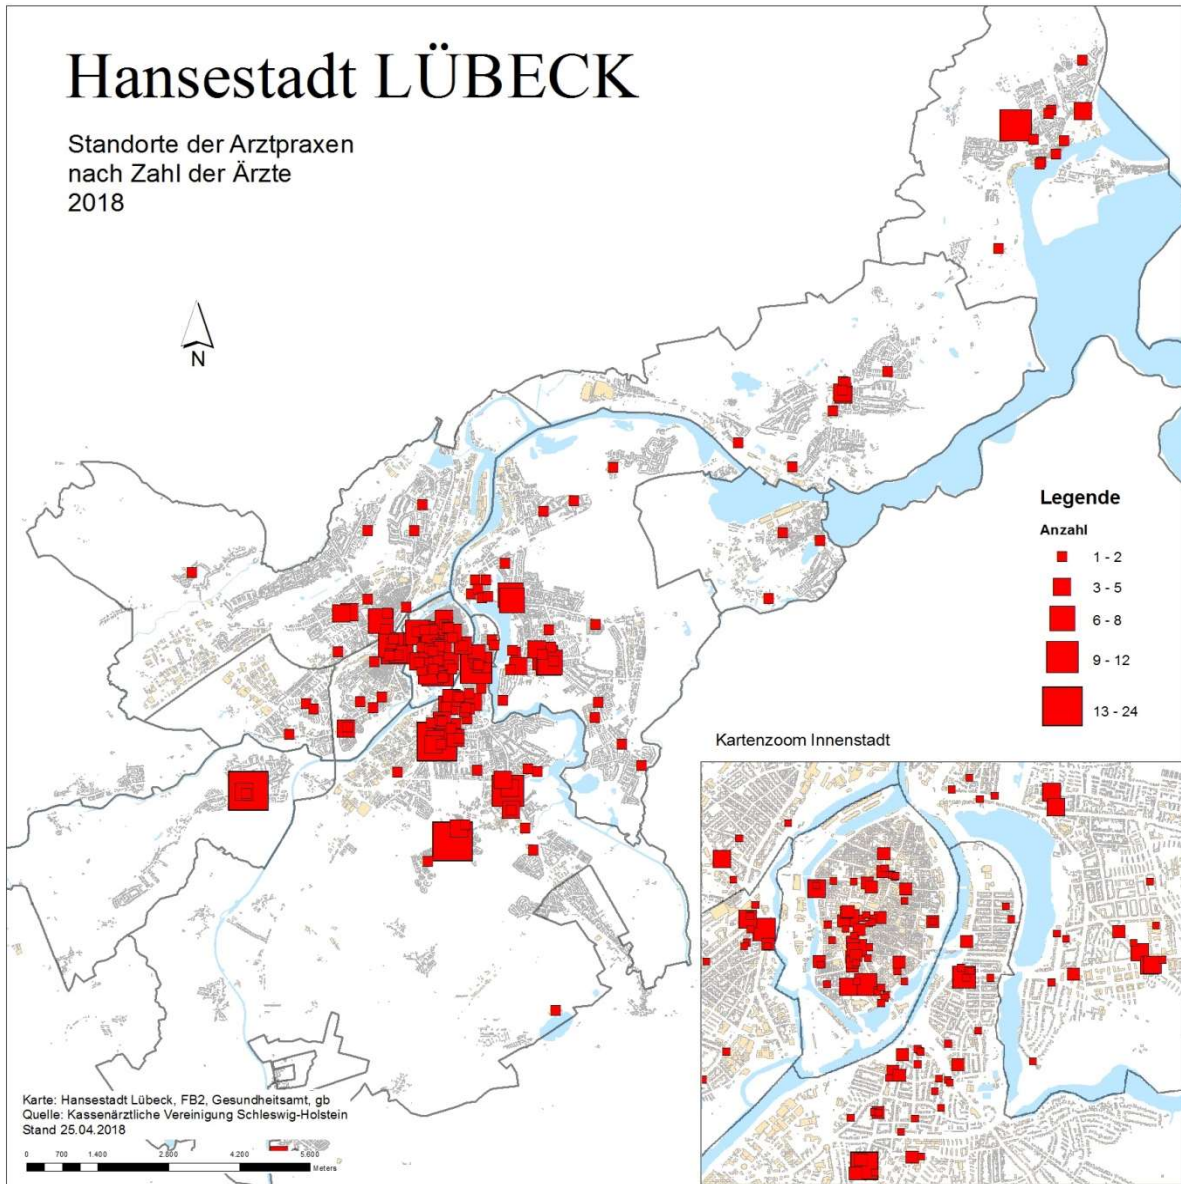 Hansestadt LÜBECK
Standorte der Arztpraxen
nach Zahl der Ärzte
2018
N
Legende
Anzahl
1 - 2
3 - 5
6 - 8
9 - 12
13 - 24
Kartenzoom Innenstadt
Karte: Hansestadt Lübeck, FB2, Gesundheitsamt, gb
Quelle: Kassenärztliche Vereinigung Schleswig-Holstein
Stand 25.04.2018
0 700 1.400 2.800 4.200 5.600
Meters